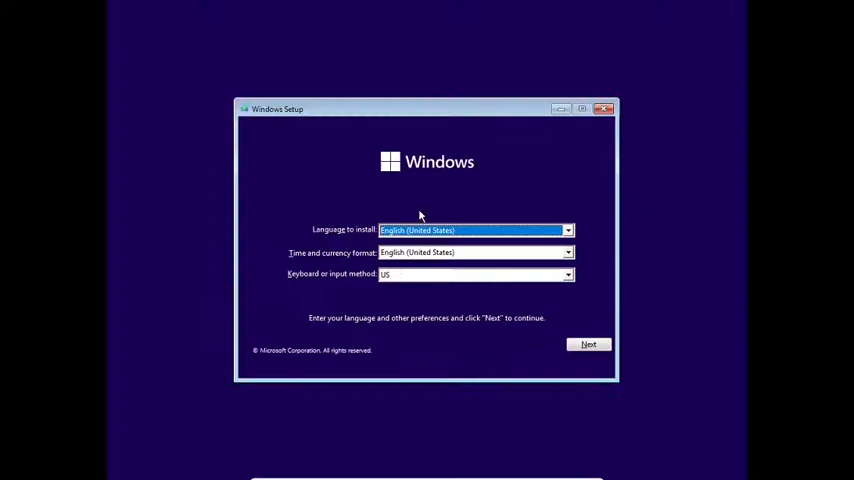 Windows Setup
Windows
Language to install: English (United States)
Time and currency format: English (United States)
Keyboard or input method: US
Enter your language and other preferences and click "Next" to continue.
Next
© Microsoft Corporation. All rights reserved.